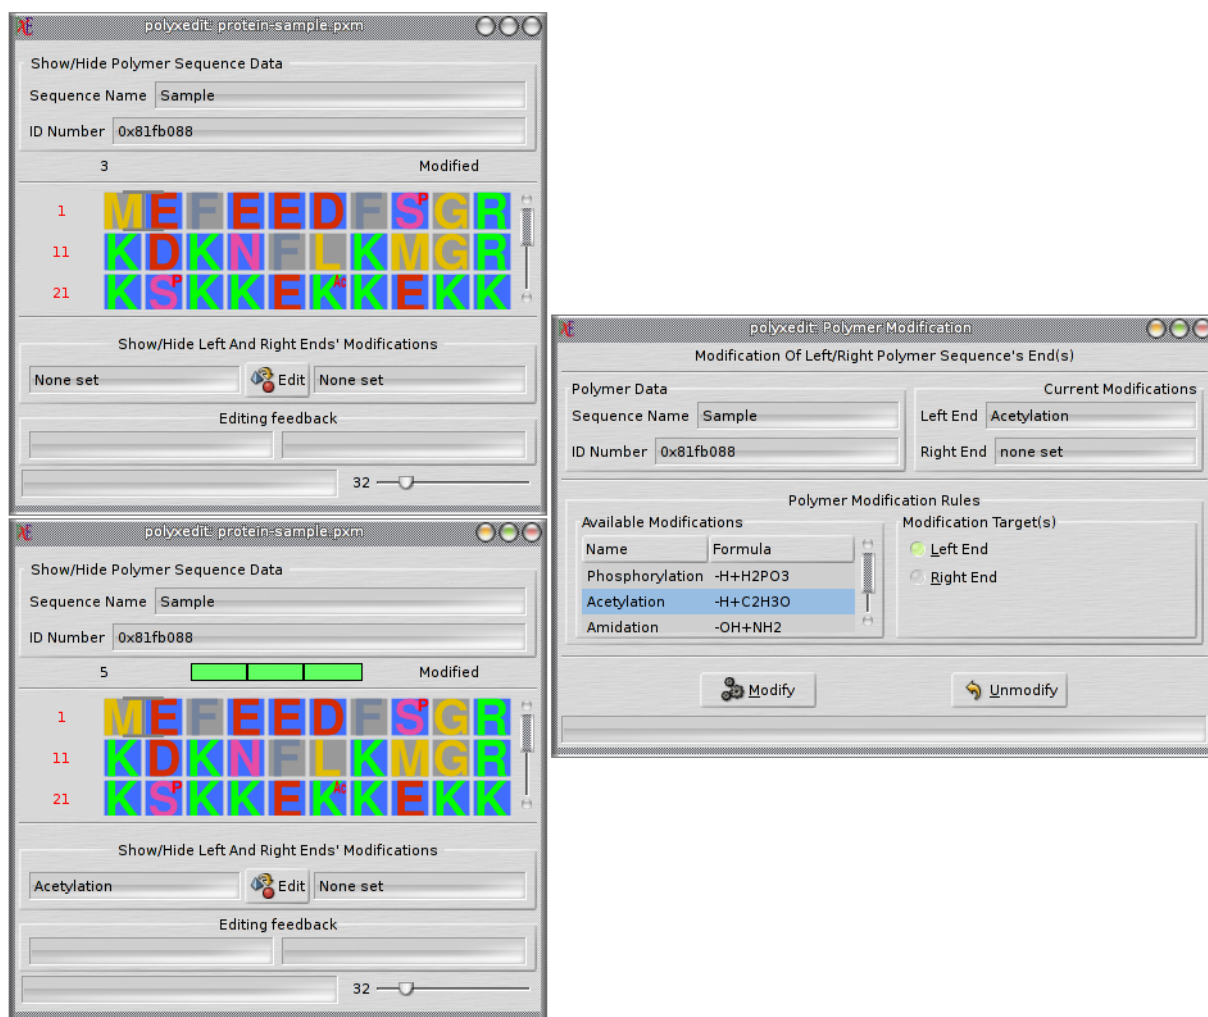 polyxedit: protein-sample.pxm
Show/Hide Polymer Sequence Data
Sequence Name Sample
ID Number 0x81fb088
3 Modified
1 M E F E E D F S P G R
11 K D K N F L K M G R
21 K S P K K E K Ac K E K K
Show/Hide Left And Right Ends' Modifications
None set Edit None set
Editing feedback
32
polyxedit: protein-sample.pxm
Show/Hide Polymer Sequence Data
Sequence Name Sample
ID Number 0x81fb088
5 Modified
1 M E F E E D F S P G R
11 K D K N F L K M G R
21 K S P K K E K Ac K E K K
Show/Hide Left And Right Ends' Modifications
Acetylation Edit None set
Editing feedback
32
polyxedit: Polymer Modification
Modification Of Left/Right Polymer Sequence's End(s)
Polymer Data
Sequence Name Sample
ID Number 0x81fb088
Current Modifications
Left End Acetylation
Right End none set
Polymer Modification Rules
Available Modifications
Name Formula
Phosphorylation -H+H2PO3
Acetylation -H+C2H3O
Amidation -OH+NH2
Modification Target(s)
Left End
Right End
Modify Unmodify